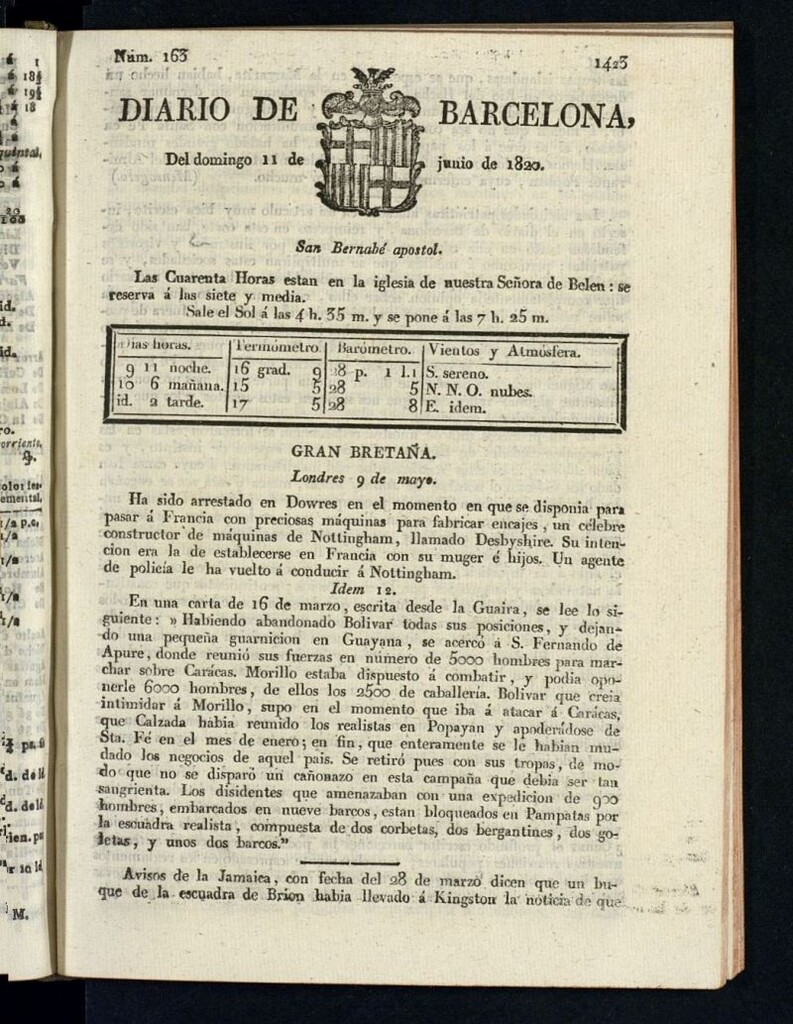 Núm. 163
1423
DIARIO DE BARCELONA,
Del domingo 11 de junio de 1820.
San Bernabé apostol.
Las Cuarenta Horas estan en la iglesia de nuestra Señora de Belen : se
reserva á las siete y media.
Sale el Sol á las 4 h. 35 m. y se pone á las 7 h. 25 m.
Dias horas. Termómetro. Barómetro. Vientos y Atmósfera.
9 11 noche. 16 grad. 9 28 p. 1 l. 1 S. sereno.
10 6 mañana. 15 5 28 5 N. N. O. nubes.
id. 2 tarde. 17 5 28 8 E. idem.
GRAN BRETAÑA.
Londres 9 de mayo.
Ha sido arrestado en Dowres en el momento en que se disponia para
pasar á Francia con preciosas máquinas para fabricar encajes , un célebre
constructor de máquinas de Nottingham, llamado Desbyshire. Su inten-
cion era la de establecerse en Francia con su muger é hijos. Un agente
de policía le ha vuelto á conducir á Nottingham.
Idem 12.
En una carta de 16 de marzo , escrita desde la Guaira, se lee lo si-
guiente: » Habiendo abandonado Bolivar todas sus posiciones, y dejan-
do una pequeña guarnicion en Guayana , se acercó á S. Fernando de
Apure, donde reunió sus fuerzas en número de 5000 hombres para mar-
char sobre Carácas. Morillo estaba dispuesto á combatir, y podia opo-
nerle 6000 hombres, de ellos los 2500 de caballería. Bolivar que creia
intimidar á Morillo, supo en el momento que iba á atacar á Carácas,
que Calzada habia reunido los realistas en Popayan y apoderádose de
Sta. Fé en el mes de enero; en fin, que enteramente se le habian mu-
dado los negocios de aquel pais. Se retiró pues con sus tropas, de mo-
do que no se disparó un cañonazo en esta campaña que debia ser tan
sangrienta. Los disidentes que amenazaban con una expedicion de 900
hombres, embarcados en nueve barcos, estan bloqueados en Pampatas por
la escuadra realista, compuesta de dos corbetas, dos bergantines, dos go-
letas, y unos dos barcos."
Avisos de la Jamaica, con fecha del 28 de marzo dicen que un bu-
que de la escuadra de Brion habia llevado á Kingston la noticia de que